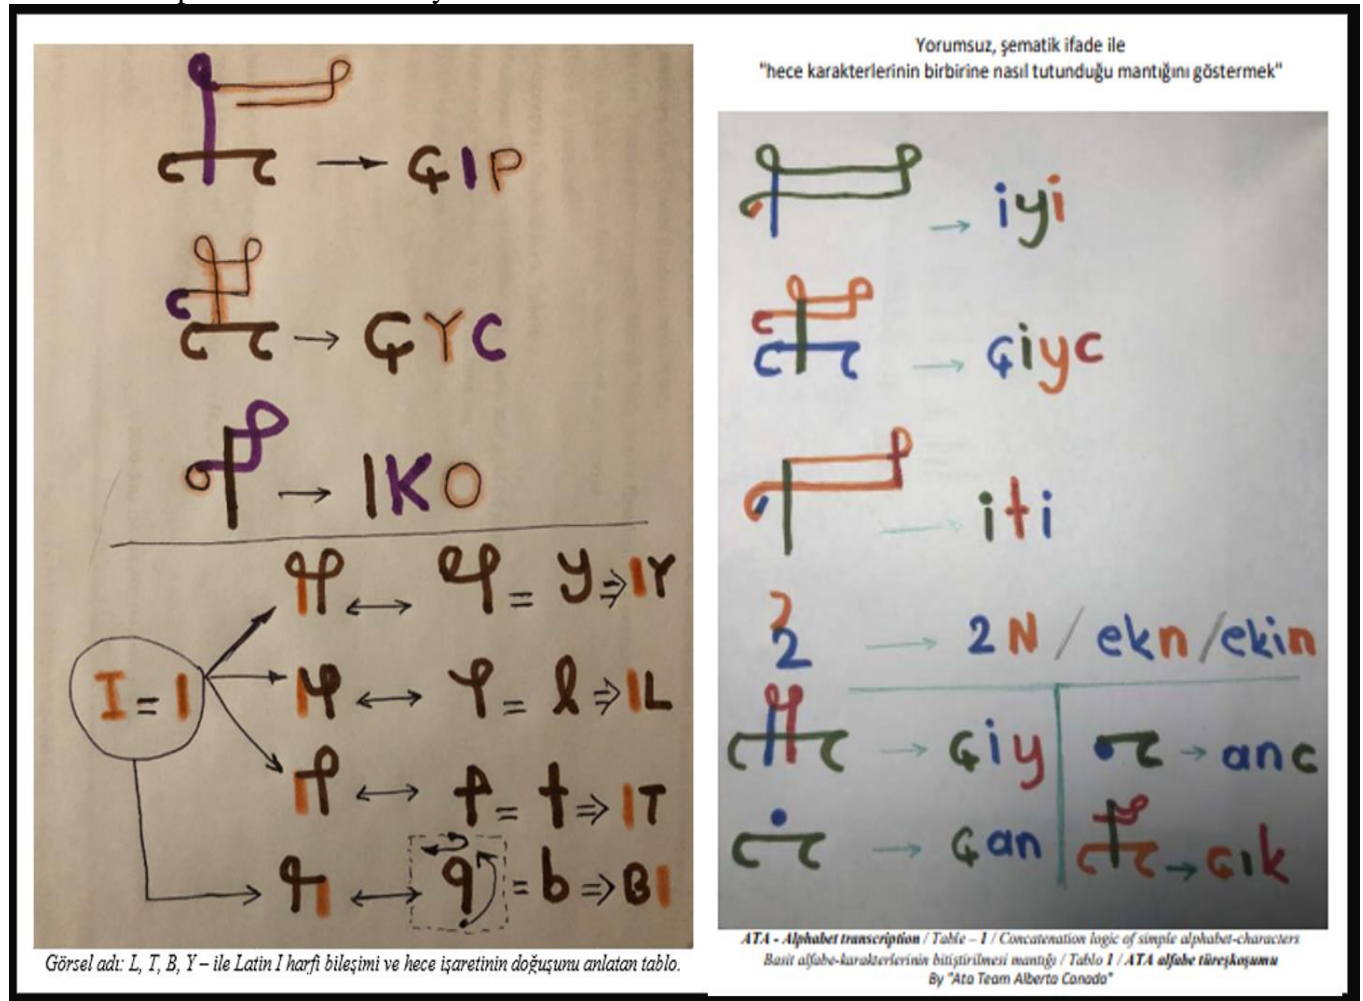 → ÇIP
→ ÇYC
→ IKO
↔ = y ⇒ IY
I = I
↔ = l ⇒ IL
↔ = t ⇒ IT
↔ = b ⇒ BI
Görsel adı: L, T, B, Y – ile Latin I harfi bileşimi ve hece işaretinin doğuşunu anlatan tablo.
Yorumsuz, şematik ifade ile
"hece karakterlerinin birbirine nasıl tutunduğu mantığını göstermek"
→ iyi
→ çiyc
→ iti
→ 2N / ekn / ekin
→ çiy
→ anc
→ çan
→ çık
ATA - Alphabet transcription / Table – 1 / Concatenation logic of simple alphabet-characters
Basit alfabe-karakterlerinin bitiştirilmesi mantığı / Tablo 1 / ATA alfabe türeşkoşumu
By "Ata Team Alberta Canada"